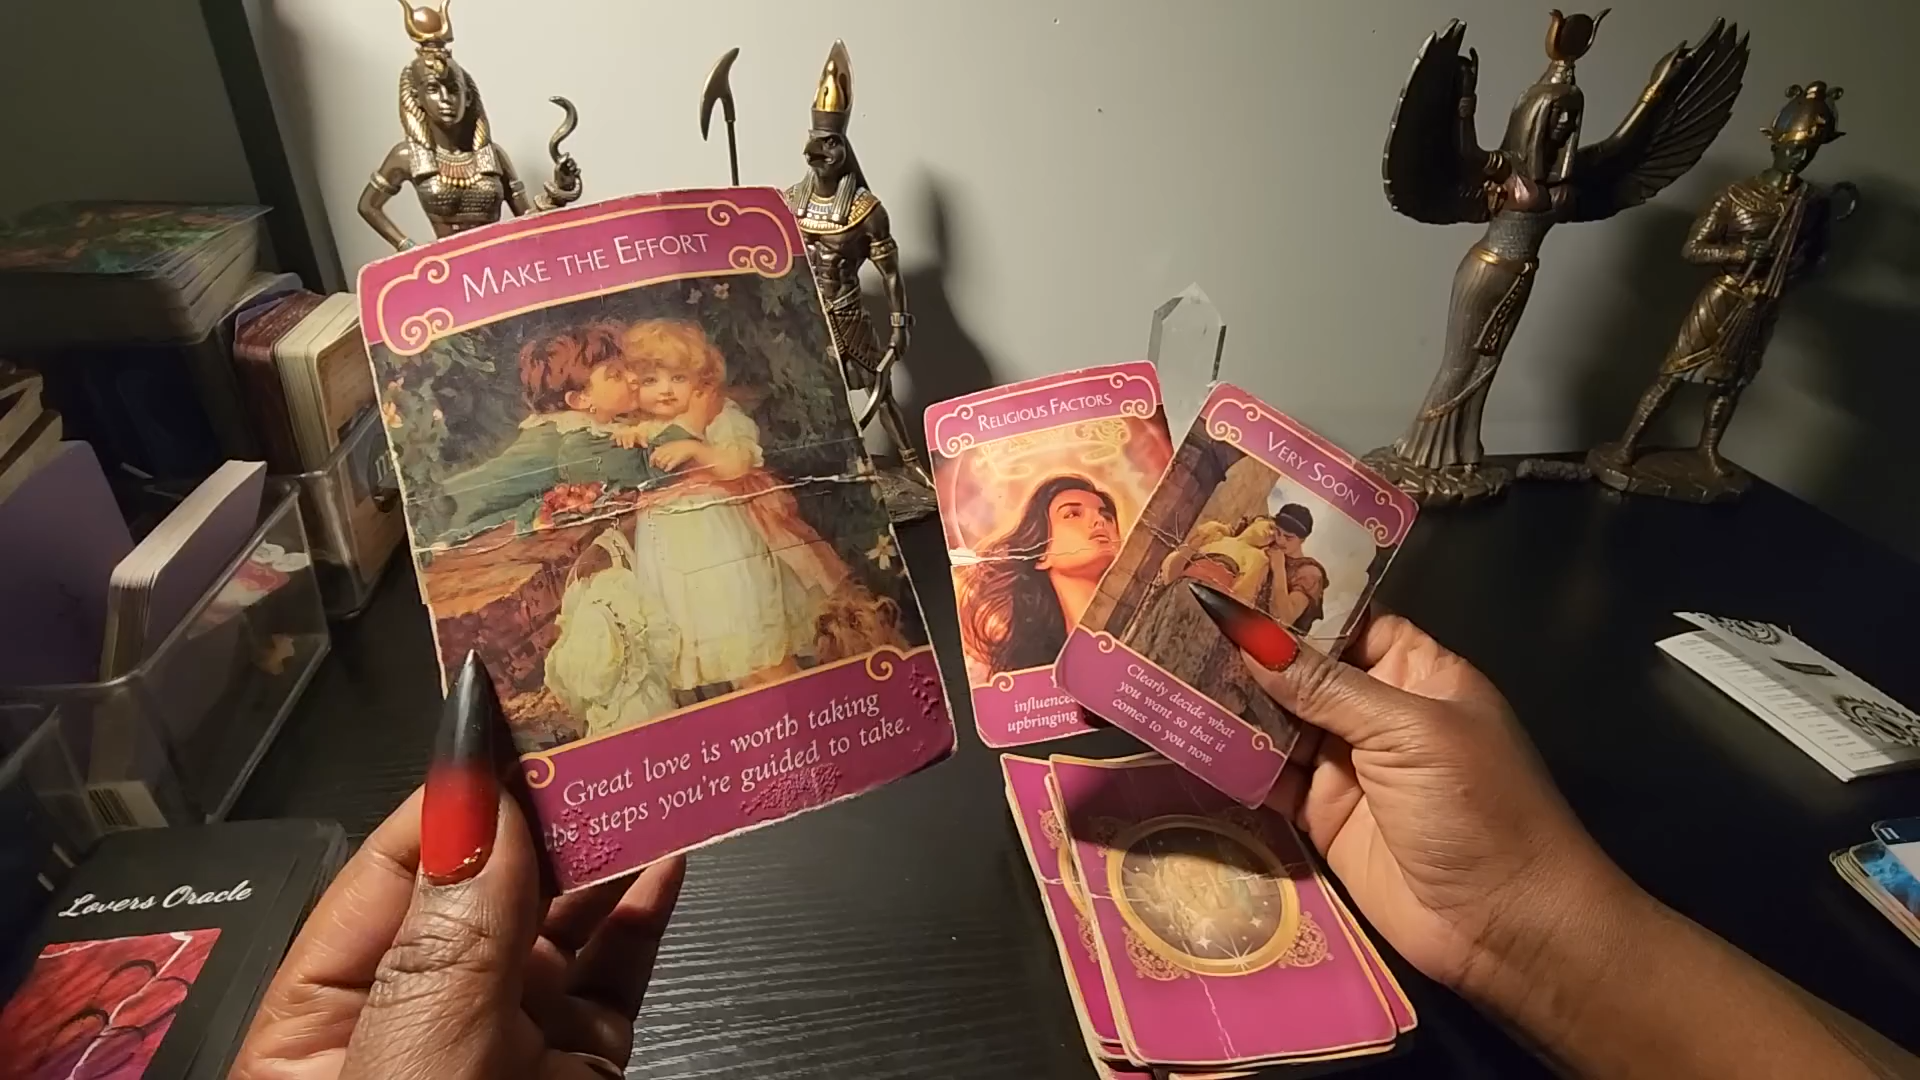 MAKE THE EFFORT
Great love is worth taking
the steps you're guided to take.
RELIGIOUS FACTORS
influence
upbringing
VERY SOON
Clearly decide what
you want so that it
comes to you now.
Lovers Oracle